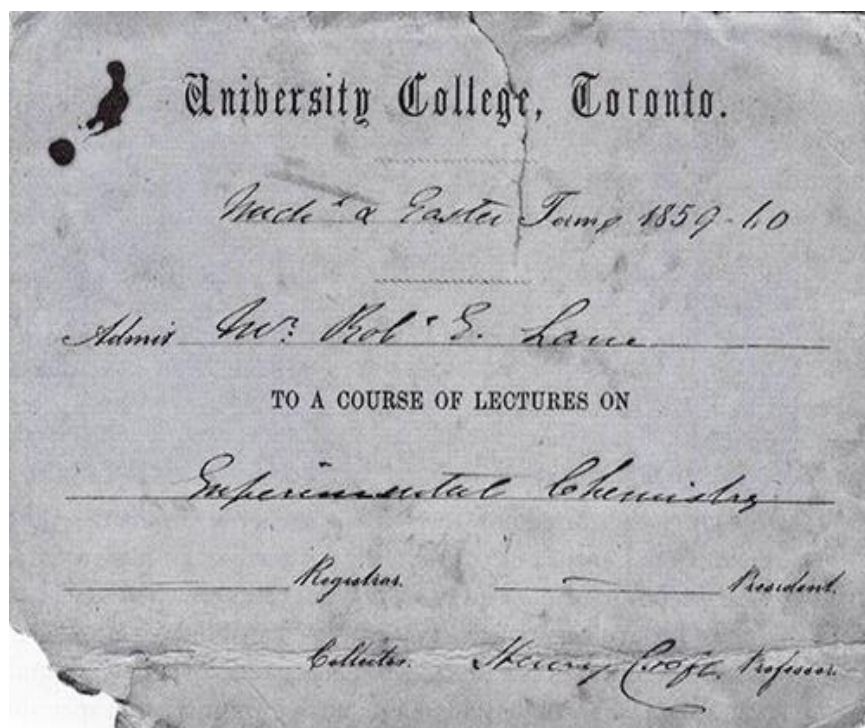 University College, Toronto.
Mich.s & Easter Terms 1859-60
Admit Mr. Robt. E. Lane
TO A COURSE OF LECTURES ON
Experimental Chemistry
Registrar. President.
Collector. Henry Croft, Professor.